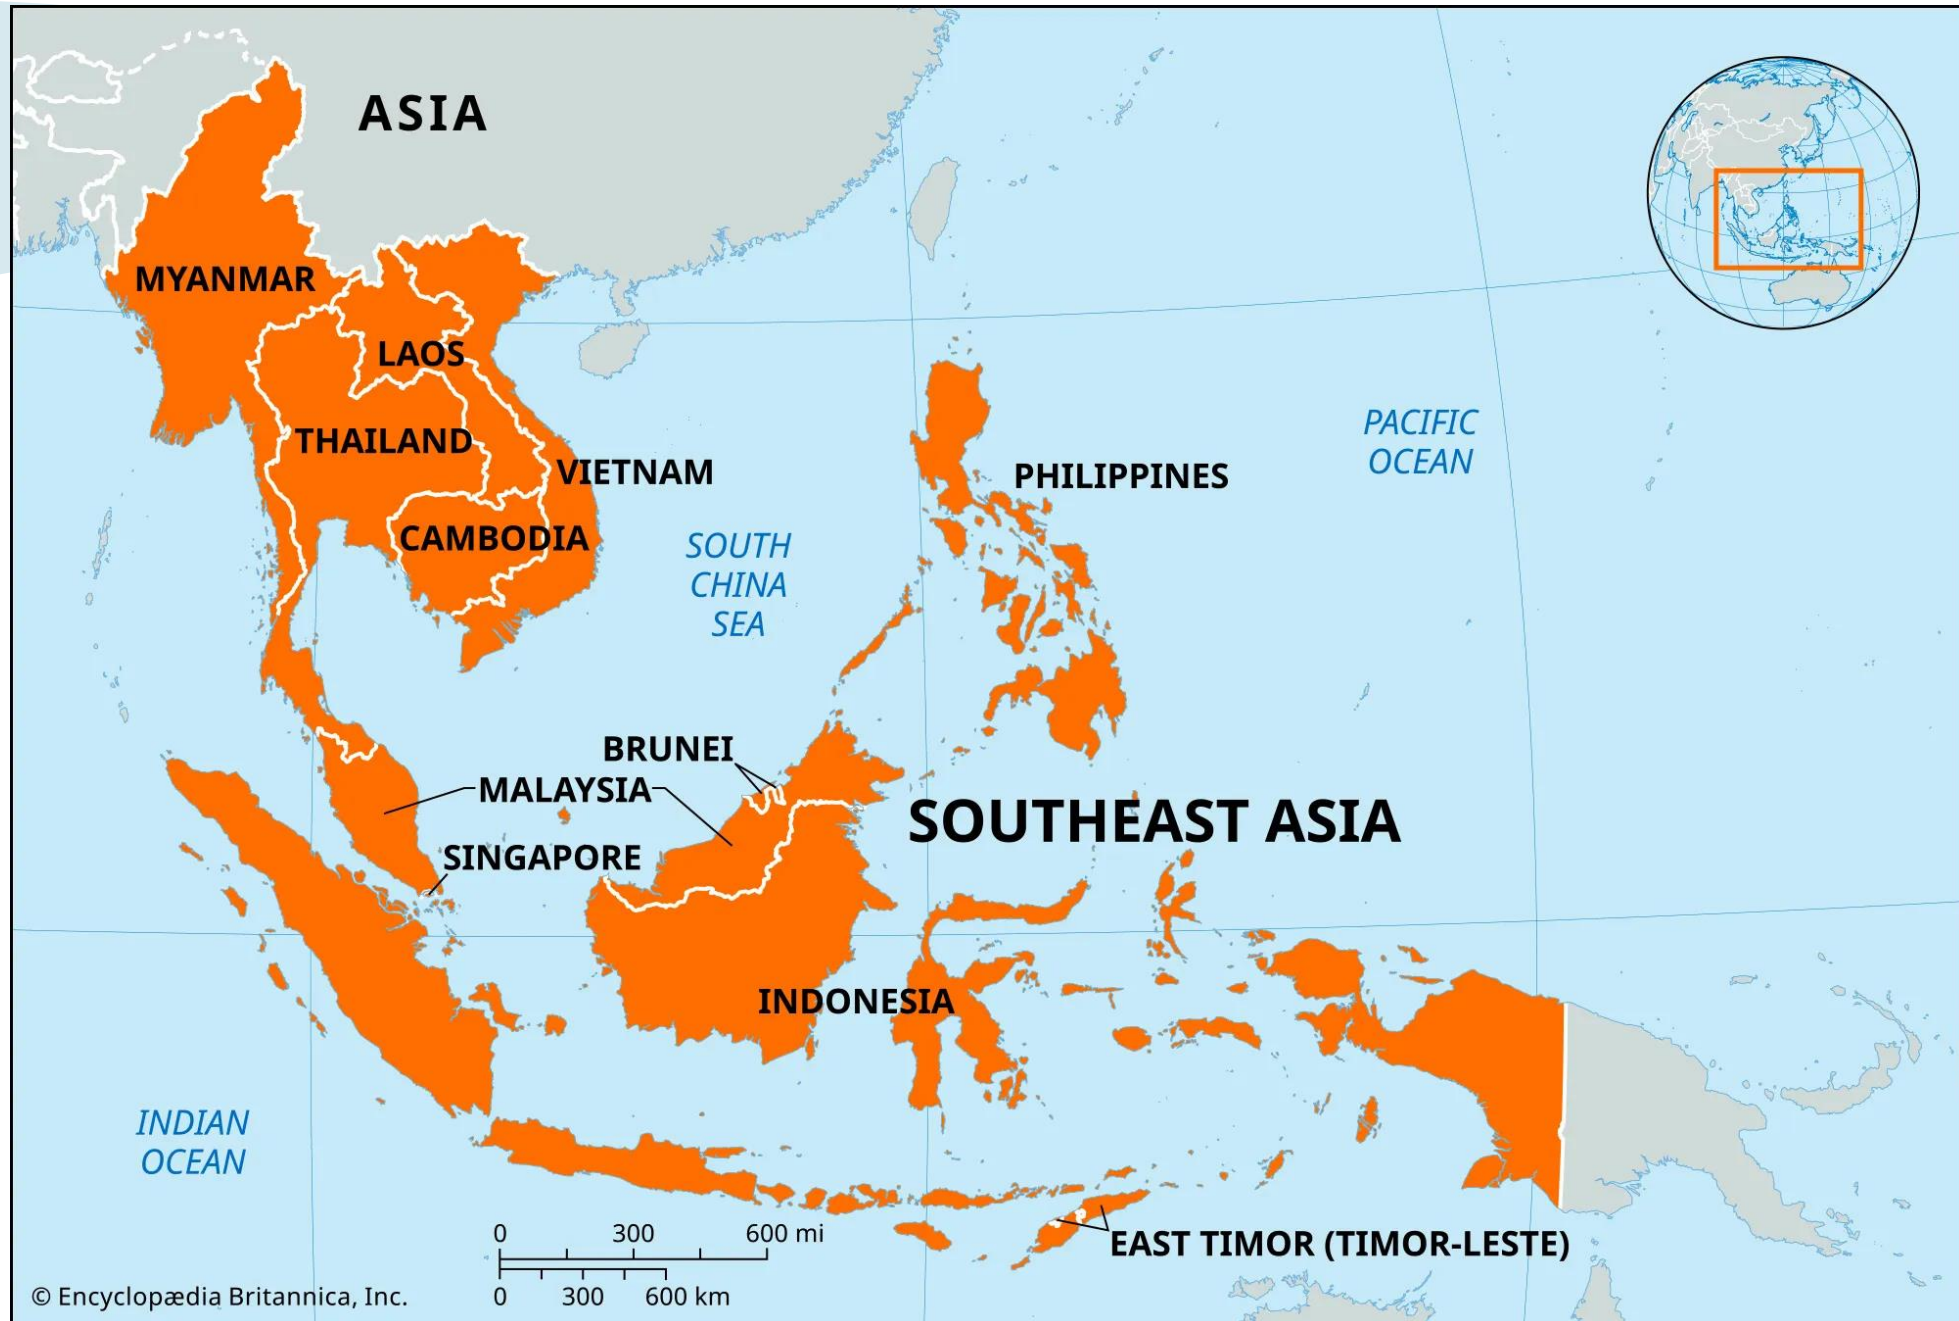 ASIA
MYANMAR
LAOS
THAILAND
VIETNAM
CAMBODIA
PHILIPPINES
PACIFIC
OCEAN
SOUTH
CHINA
SEA
BRUNEI
MALAYSIA
SINGAPORE
SOUTHEAST ASIA
INDONESIA
INDIAN
OCEAN
EAST TIMOR (TIMOR-LESTE)
0 300 600 mi
0 300 600 km
© Encyclopædia Britannica, Inc.